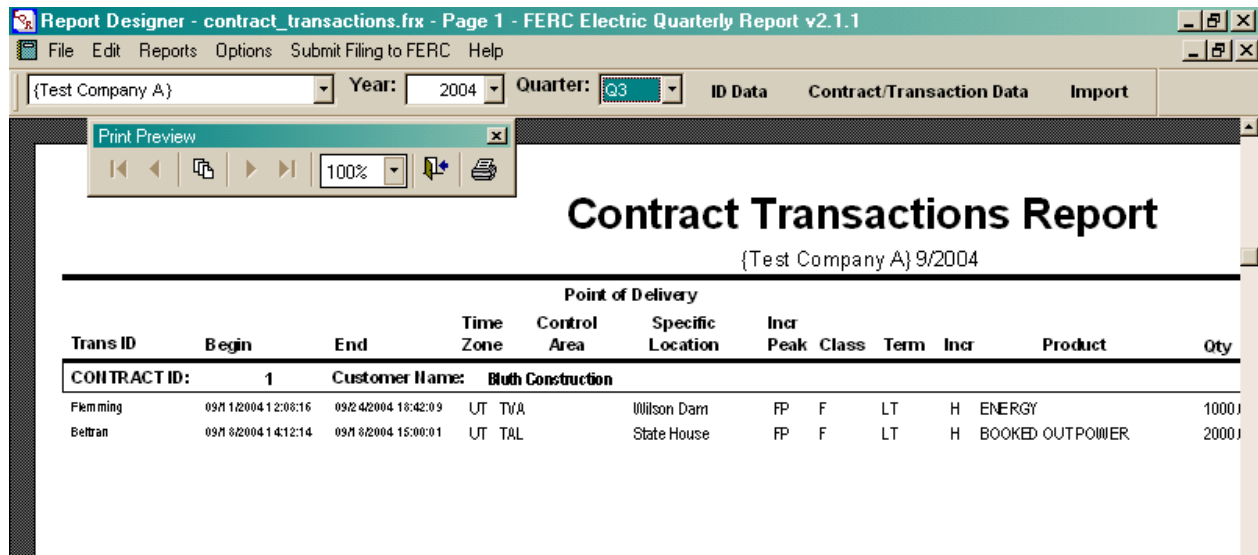 Report Designer - contract_transactions.frx - Page 1 - FERC Electric Quarterly Report v2.1.1
File Edit Reports Options Submit Filing to FERC Help
{Test Company A} Year: 2004 Quarter: Q3 ID Data Contract/Transaction Data Import
Print Preview
100%
Contract Transactions Report
{Test Company A} 9/2004
Point of Delivery
Time Control Specific Incr
Trans ID Begin End Zone Area Location Peak Class Term Incr Product Qty
CONTRACT ID: 1 Customer Name: Bluth Construction
Flemming 09/11/2004 12:08:16 09/24/2004 18:42:09 UT TVA Wilson Dam FP F LT H ENERGY 1000.
Beltran 09/18/2004 14:12:14 09/18/2004 15:00:01 UT TAL State House FP F LT H BOOKED OUT POWER 2000.